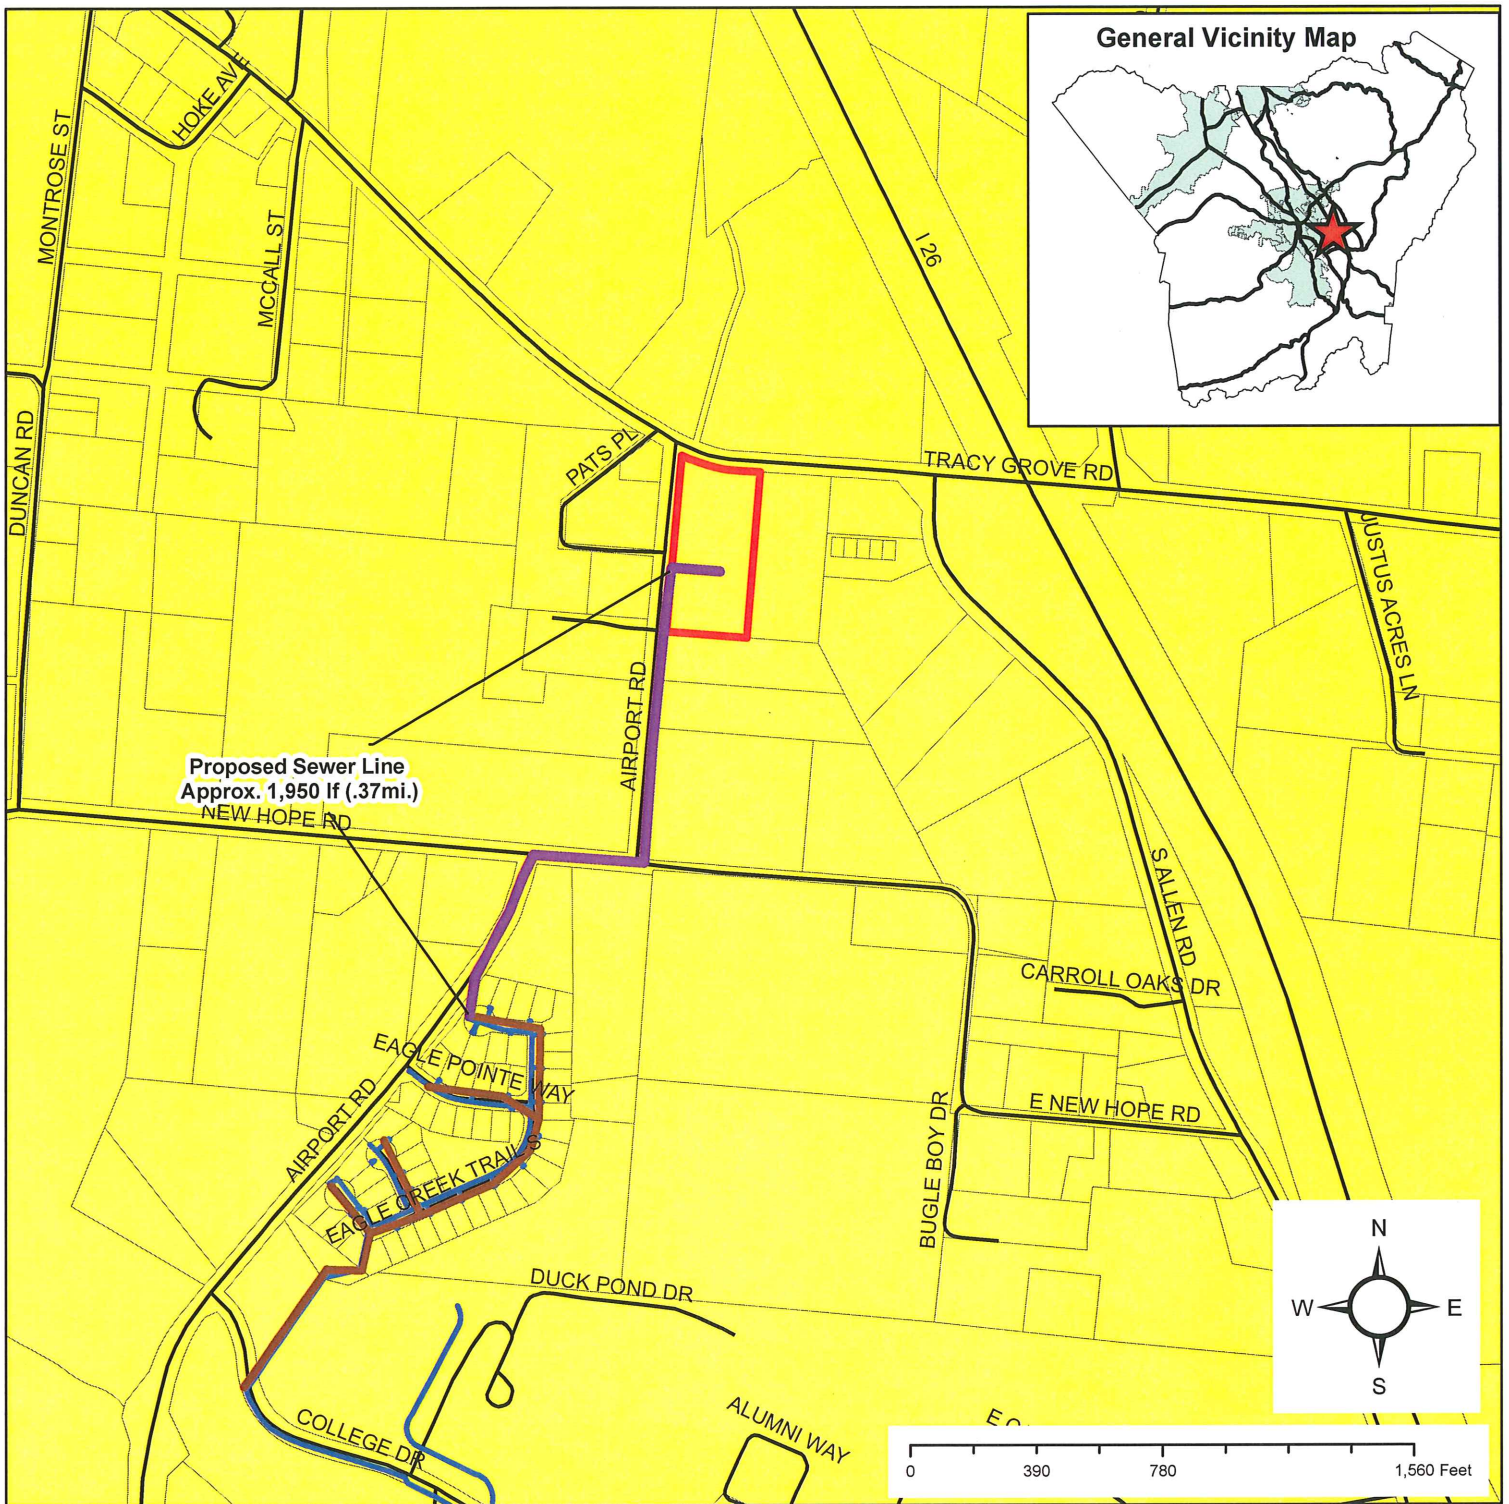 General Vicinity Map
HOKE AVE
MONTROSE ST
MCCALL ST
I 26
DUNCAN RD
PATS PL
TRACY GROVE RD
JUSTUS ACRES LN
AIRPORT RD
Proposed Sewer Line
Approx. 1,950 lf (.37mi.)
NEW HOPE RD
S ALLEN RD
CARROLL OAKS DR
EAGLE POINTE WAY
AIRPORT RD
E NEW HOPE RD
BUGLE BOY DR
EAGLE CREEK TRAILS
DUCK POND DR
N
W E
S
COLLEGE DR
ALUMNI WAY
0 390 780 1,560 Feet